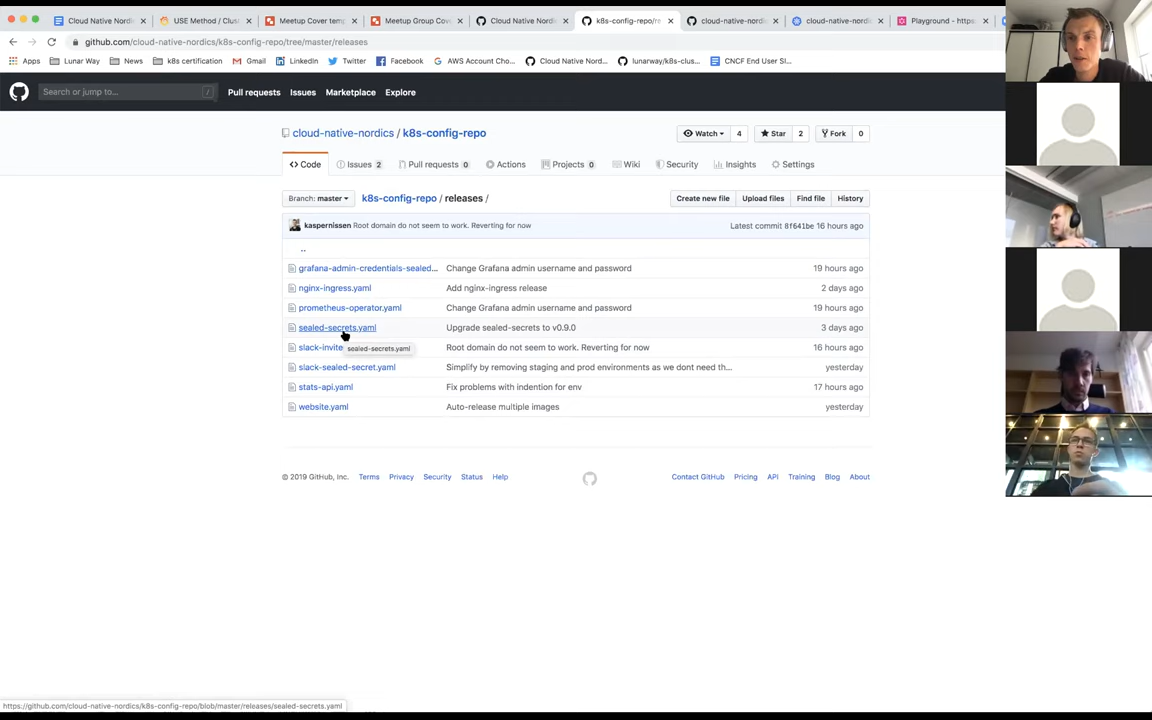 Cloud Native Nordic
USE Method / Clus
Meetup Cover temp
Meetup Group Cove
Cloud Native Nordi
k8s-config-repo/re
cloud-native-nordic
cloud-native-nordi
Playground - https:
github.com/cloud-native-nordics/k8s-config-repo/tree/master/releases
Apps
Lunar Way
News
k8s certification
Gmail
LinkedIn
Twitter
Facebook
AWS Account Cho...
Cloud Native Nord...
lunarway/k8s-clus...
CNCF End User SI...
Search or jump to...
/
Pull requests
Issues
Marketplace
Explore
cloud-native-nordics / k8s-config-repo
Watch
4
Star
2
Fork
0
Code
Issues 2
Pull requests 0
Actions
Projects 0
Wiki
Security
Insights
Settings
Branch: master
k8s-config-repo / releases /
Create new file
Upload files
Find file
History
kaspernissen Root domain do not seem to work. Reverting for now
Latest commit 8f641be 16 hours ago
..
grafana-admin-credentials-sealed... Change Grafana admin username and password 19 hours ago
nginx-ingress.yaml Add nginx-ingress release 2 days ago
prometheus-operator.yaml Change Grafana admin username and password 19 hours ago
sealed-secrets.yaml Upgrade sealed-secrets to v0.9.0 3 days ago
slack-invite Root domain do not seem to work. Reverting for now 16 hours ago
sealed-secrets.yaml
slack-sealed-secret.yaml Simplify by removing staging and prod environments as we dont need th... yesterday
stats-api.yaml Fix problems with indention for env 17 hours ago
website.yaml Auto-release multiple images yesterday
© 2019 GitHub, Inc.
Terms
Privacy
Security
Status
Help
Contact GitHub
Pricing
API
Training
Blog
About
https://github.com/cloud-native-nordics/k8s-config-repo/blob/master/releases/sealed-secrets.yaml